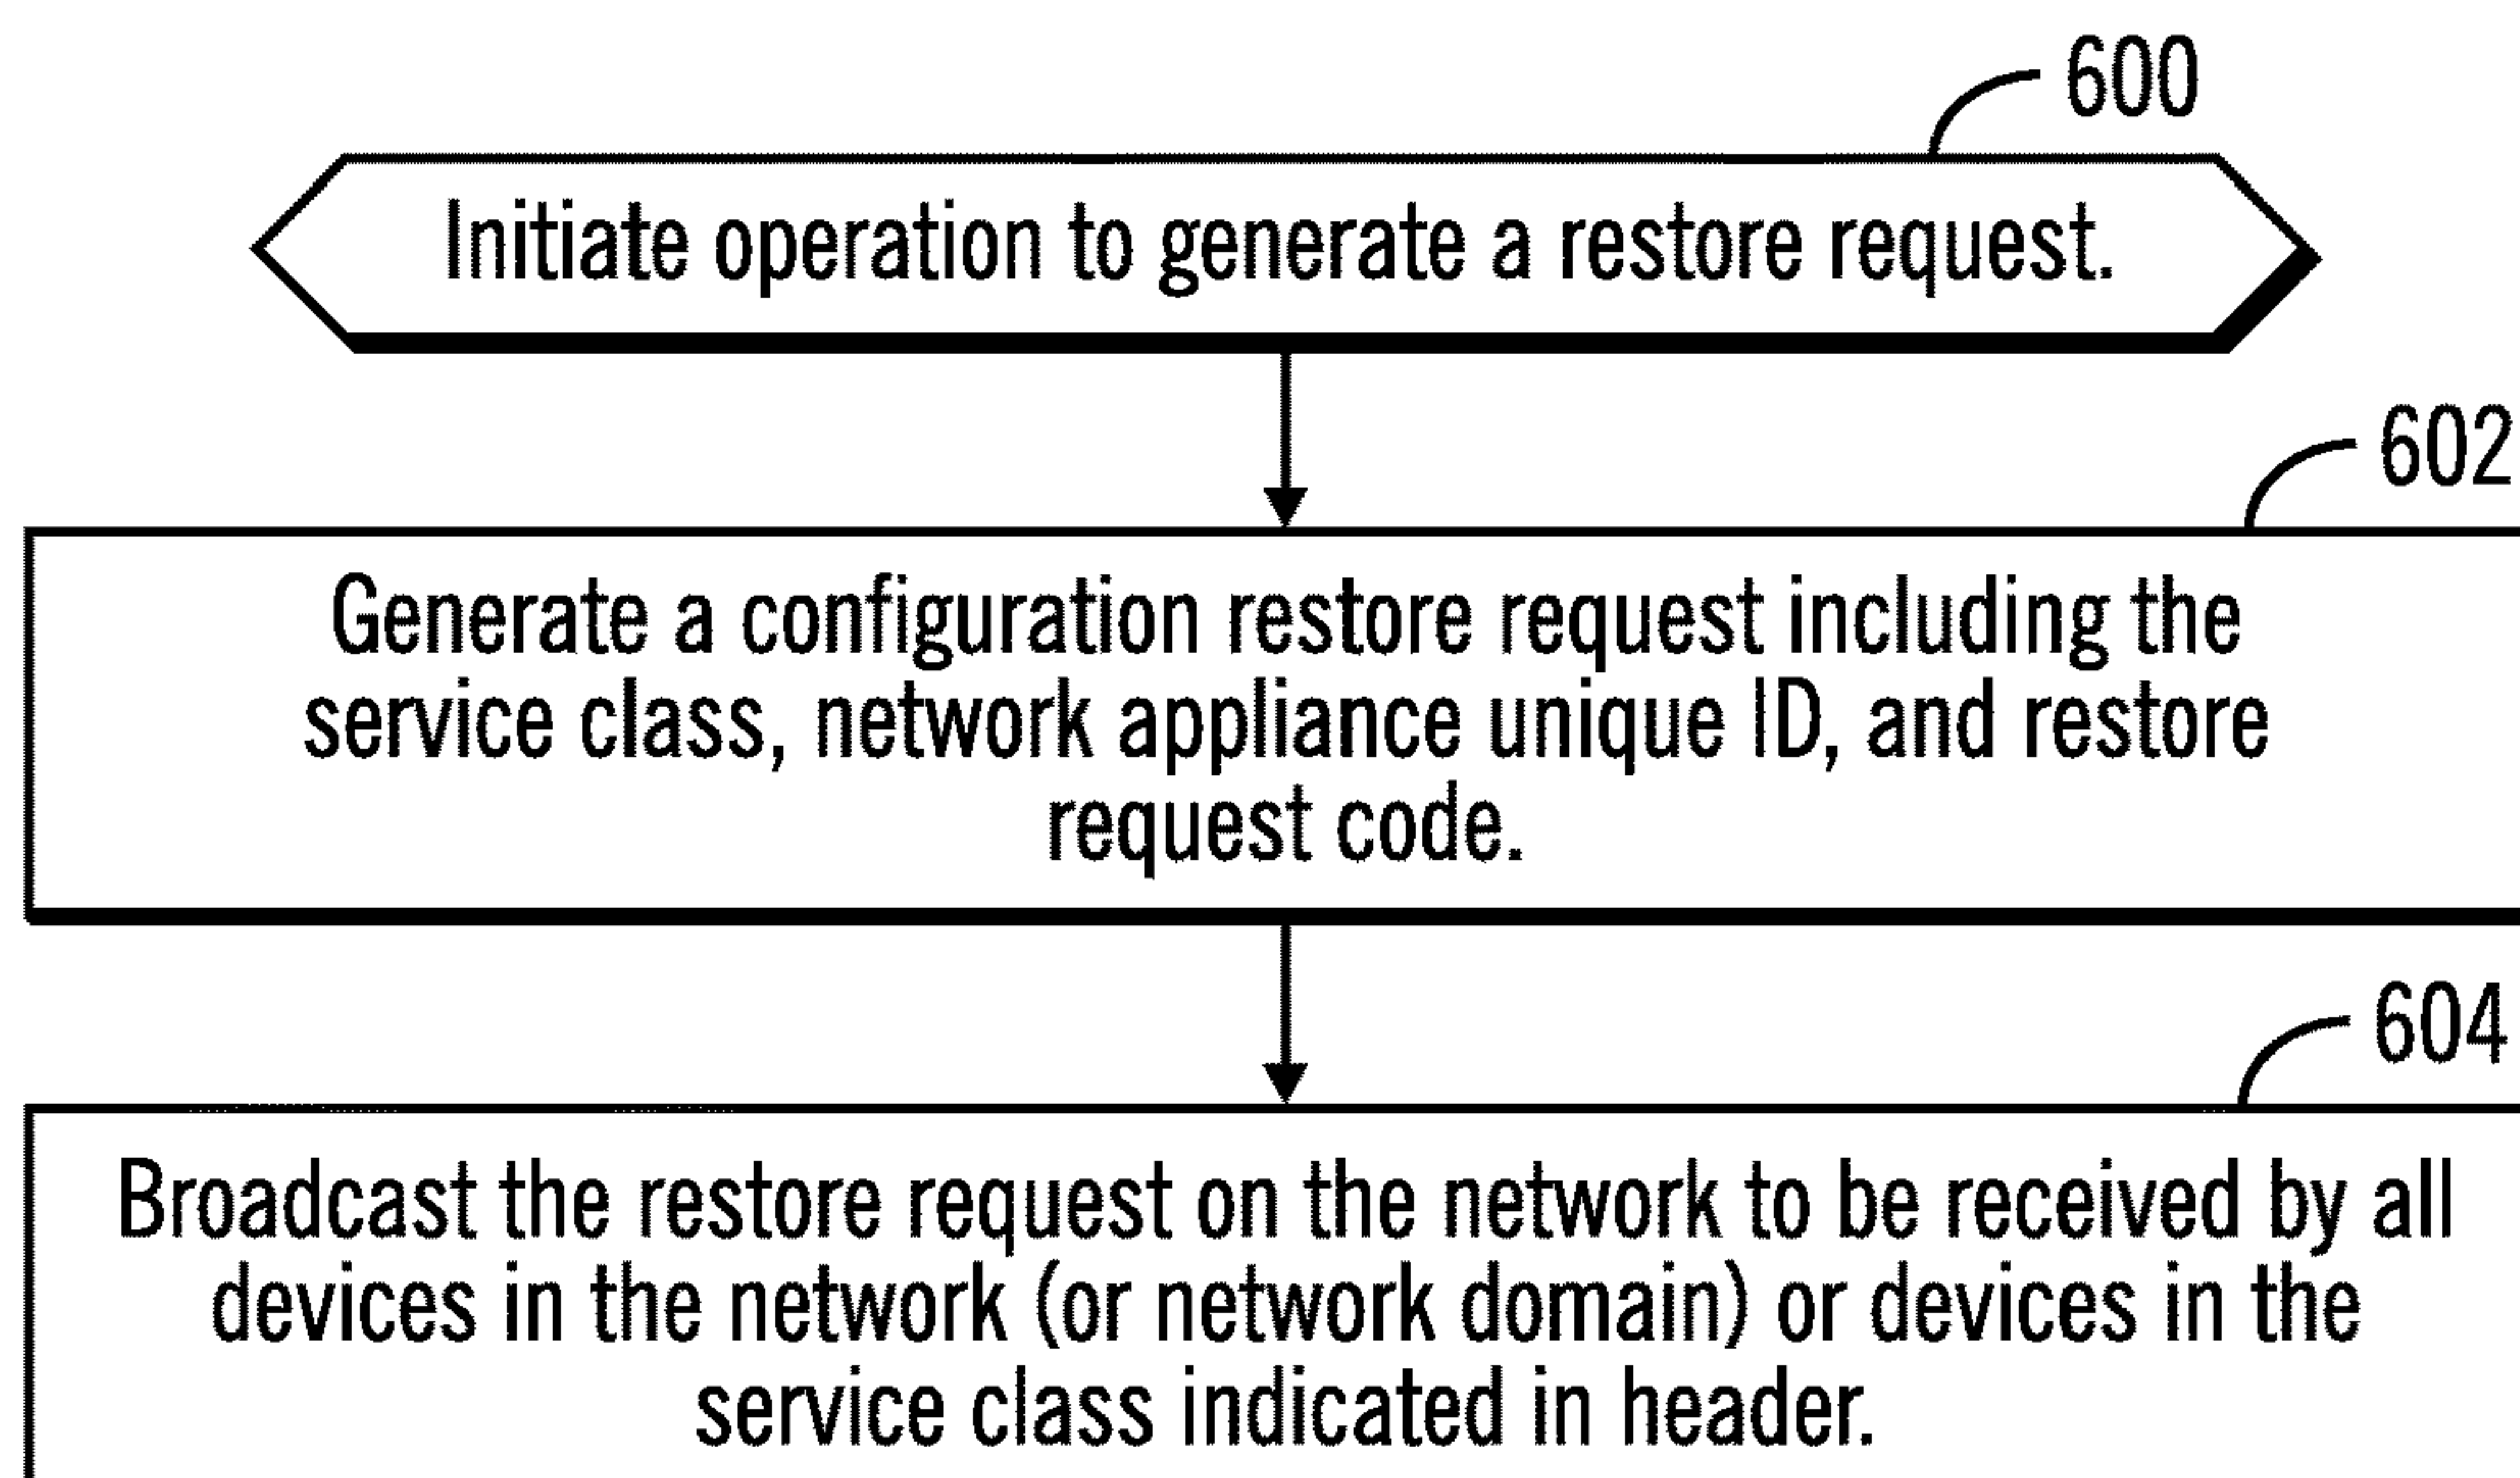 600
Initiate operation to generate a restore request.
602
Generate a configuration restore request including the
service class, network appliance unique ID, and restore
request code.
604
Broadcast the restore request on the network to be received by all
devices in the network (or network domain) or devices in the
service class indicated in header.